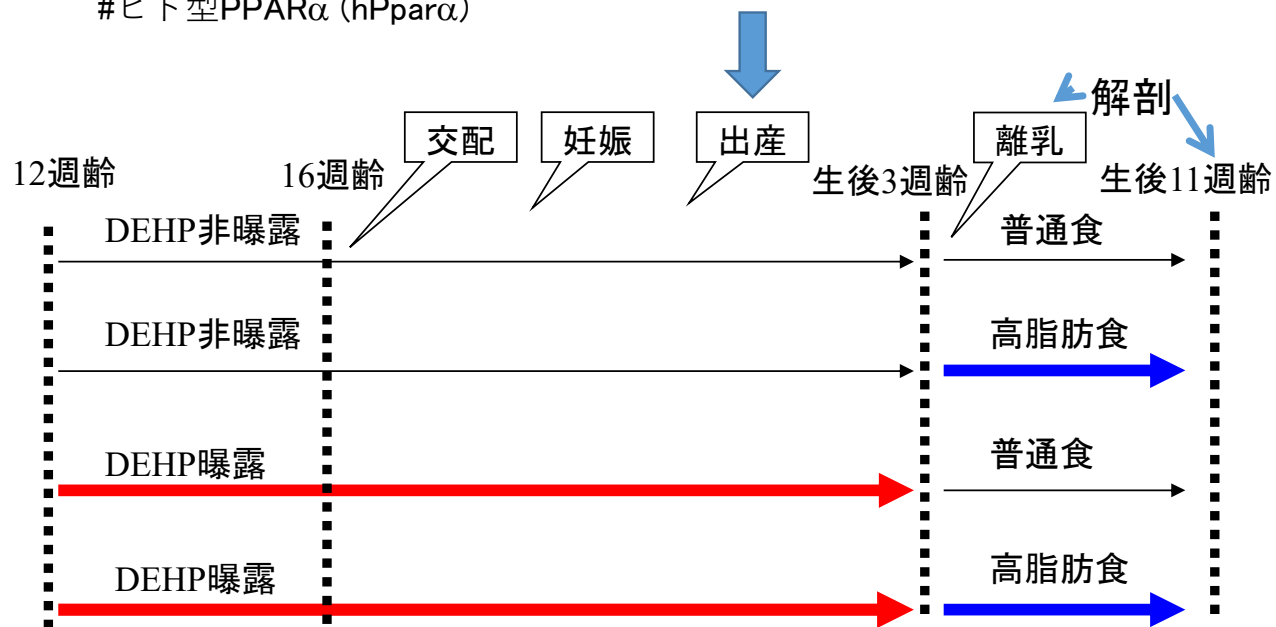 #ヒト型PPARα (hPparα)
解剖
交配
妊娠
出産
離乳
12週齢
16週齢
生後3週齢
生後11週齢
DEHP非曝露
普通食
DEHP非曝露
高脂肪食
DEHP曝露
普通食
DEHP曝露
高脂肪食